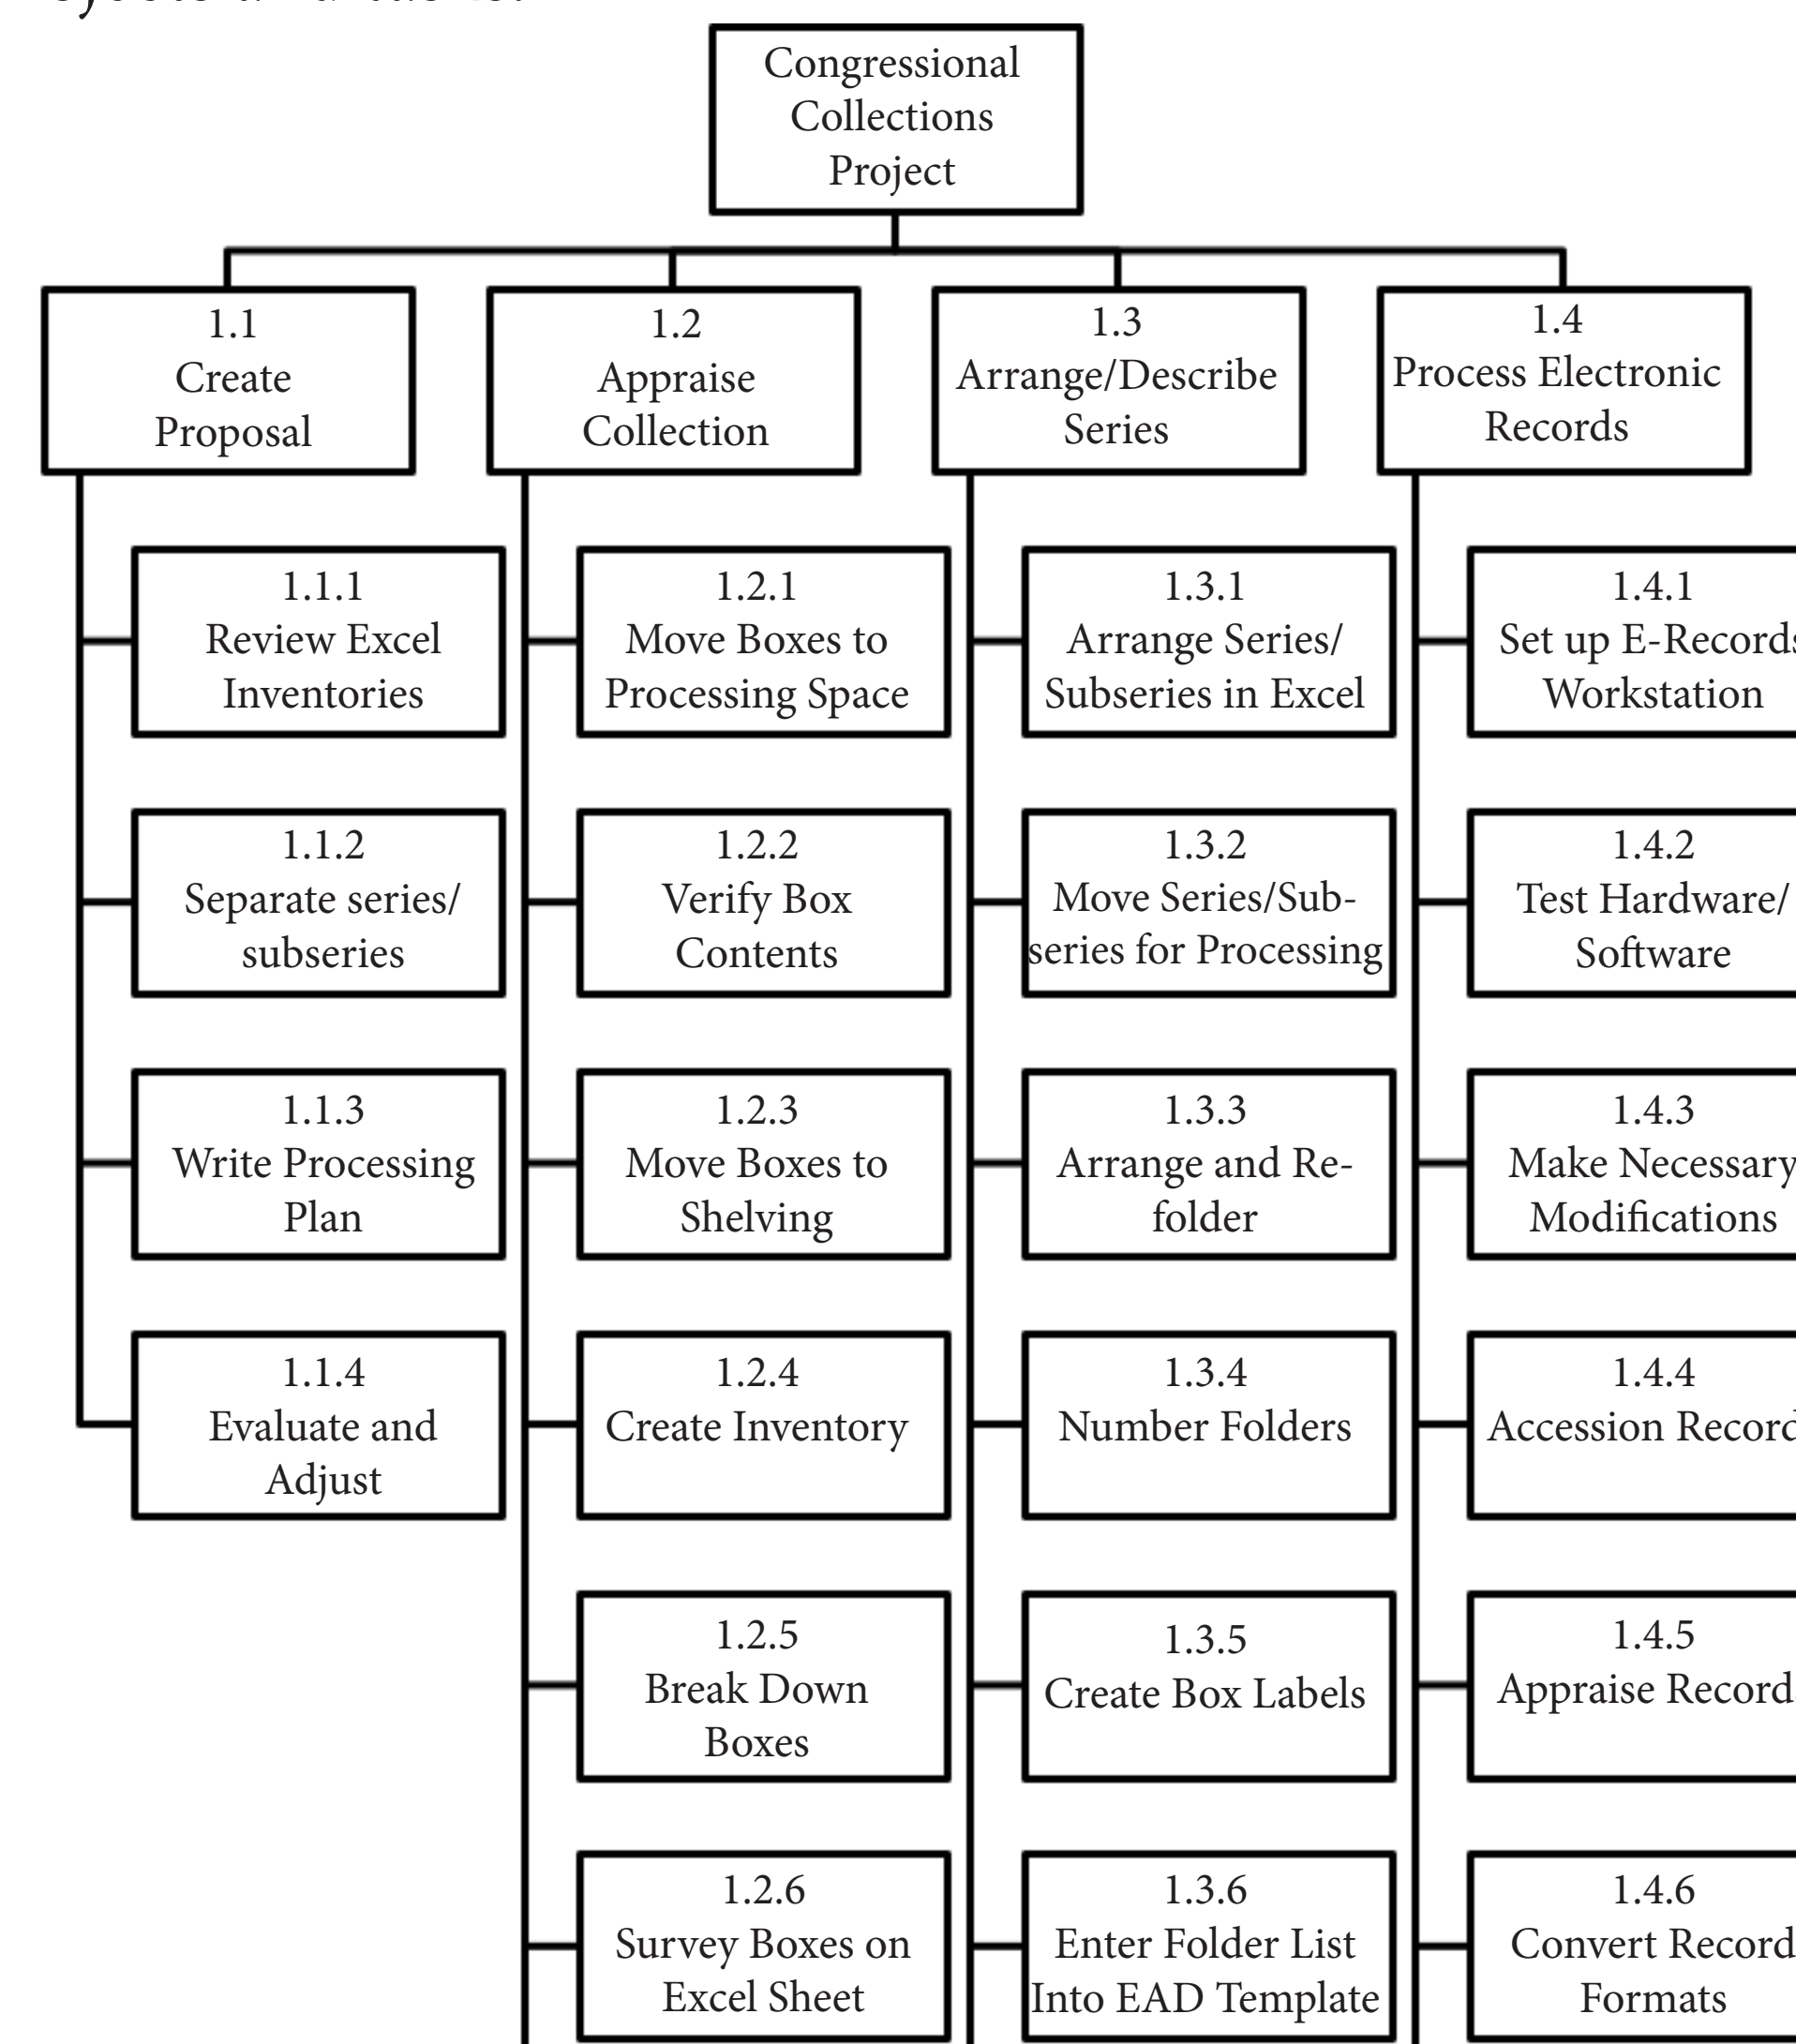 Congressional
Collections
Project
1.1
Create
Proposal
1.2
Appraise
Collection
1.3
Arrange/Describe
Series
1.4
Process Electronic
Records
1.1.1
Review Excel
Inventories
1.2.1
Move Boxes to
Processing Space
1.3.1
Arrange Series/
Subseries in Excel
1.4.1
Set up E-Records
Workstation
1.1.2
Separate series/
subseries
1.2.2
Verify Box
Contents
1.3.2
Move Series/Sub-
series for Processing
1.4.2
Test Hardware/
Software
1.1.3
Write Processing
Plan
1.2.3
Move Boxes to
Shelving
1.3.3
Arrange and Re-
folder
1.4.3
Make Necessary
Modifications
1.1.4
Evaluate and
Adjust
1.2.4
Create Inventory
1.3.4
Number Folders
1.4.4
Accession Record
1.2.5
Break Down
Boxes
1.3.5
Create Box Labels
1.4.5
Appraise Record
1.2.6
Survey Boxes on
Excel Sheet
1.3.6
Enter Folder List
Into EAD Template
1.4.6
Convert Record
Formats